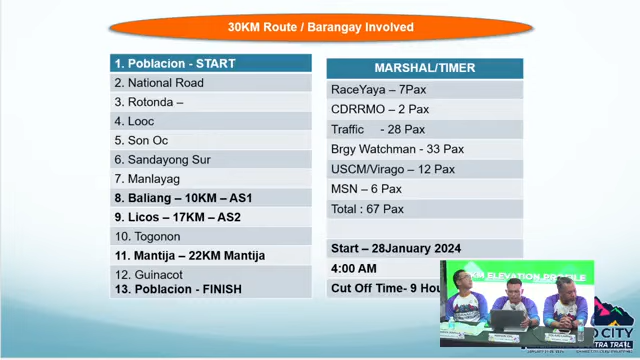 30KM Route / Barangay Involved
1. Poblacion - START
2. National Road
3. Rotonda –
4. Looc
5. Son Oc
6. Sandayong Sur
7. Manlayag
8. Baliang – 10KM – AS1
9. Licos – 17KM – AS2
10. Togonon
11. Mantija – 22KM Mantija
12. Guinacot
13. Poblacion - FINISH
MARSHAL/TIMER
RaceYaya – 7Pax
CDRRMO – 2 Pax
Traffic - 28 Pax
Brgy Watchman - 33 Pax
USCM/Virago – 12 Pax
MSN – 6 Pax
Total : 67 Pax
Start – 28January 2024
4:00 AM
Cut Off Time- 9 Hou
KM ELEVATION PROFILE
CITY
TRA TRAIL